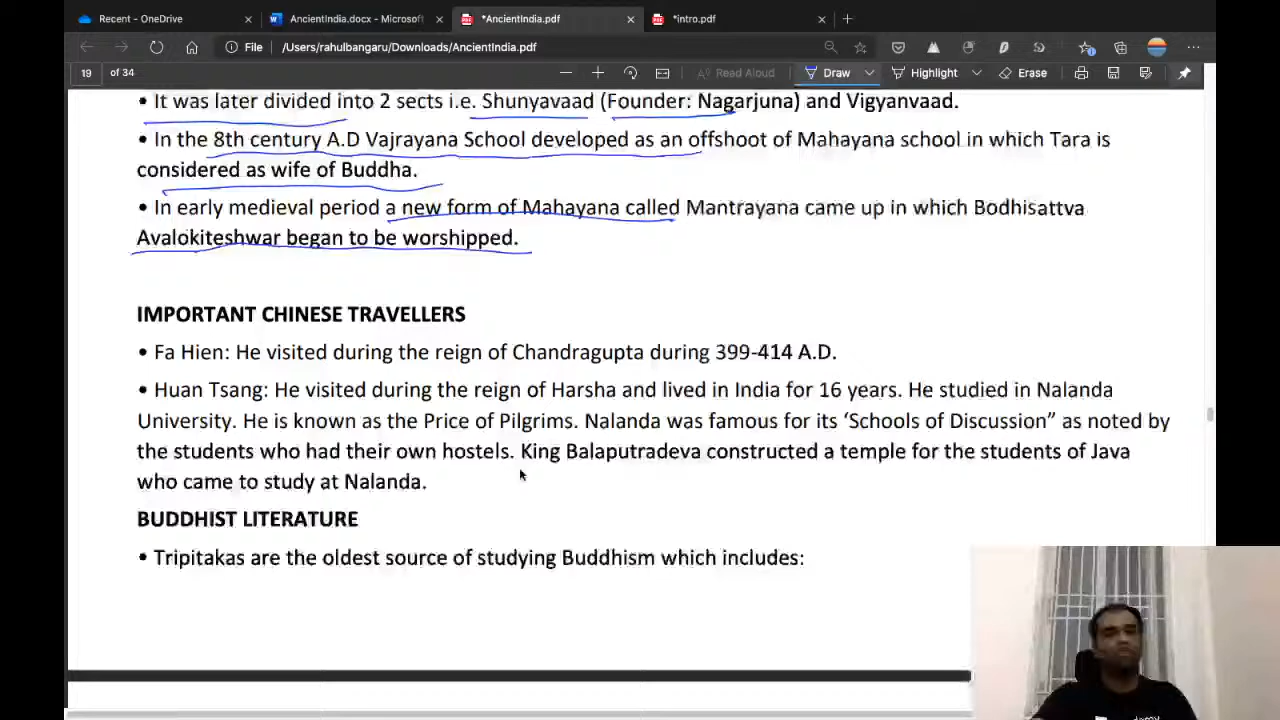 Recent - OneDrive
AncientIndia.docx - Microsoft
*AncientIndia.pdf
*intro.pdf
File
/Users/rahulbangaru/Downloads/AncientIndia.pdf
19 of 34
Read Aloud
Draw
Highlight
Erase
• It was later divided into 2 sects i.e. Shunyavaad (Founder: Nagarjuna) and Vigyanvaad.
• In the 8th century A.D Vajrayana School developed as an offshoot of Mahayana school in which Tara is
considered as wife of Buddha.
• In early medieval period a new form of Mahayana called Mantrayana came up in which Bodhisattva
Avalokiteshwar began to be worshipped.
IMPORTANT CHINESE TRAVELLERS
• Fa Hien: He visited during the reign of Chandragupta during 399-414 A.D.
• Huan Tsang: He visited during the reign of Harsha and lived in India for 16 years. He studied in Nalanda
University. He is known as the Price of Pilgrims. Nalanda was famous for its ‘Schools of Discussion” as noted by
the students who had their own hostels. King Balaputradeva constructed a temple for the students of Java
who came to study at Nalanda.
BUDDHIST LITERATURE
• Tripitakas are the oldest source of studying Buddhism which includes: